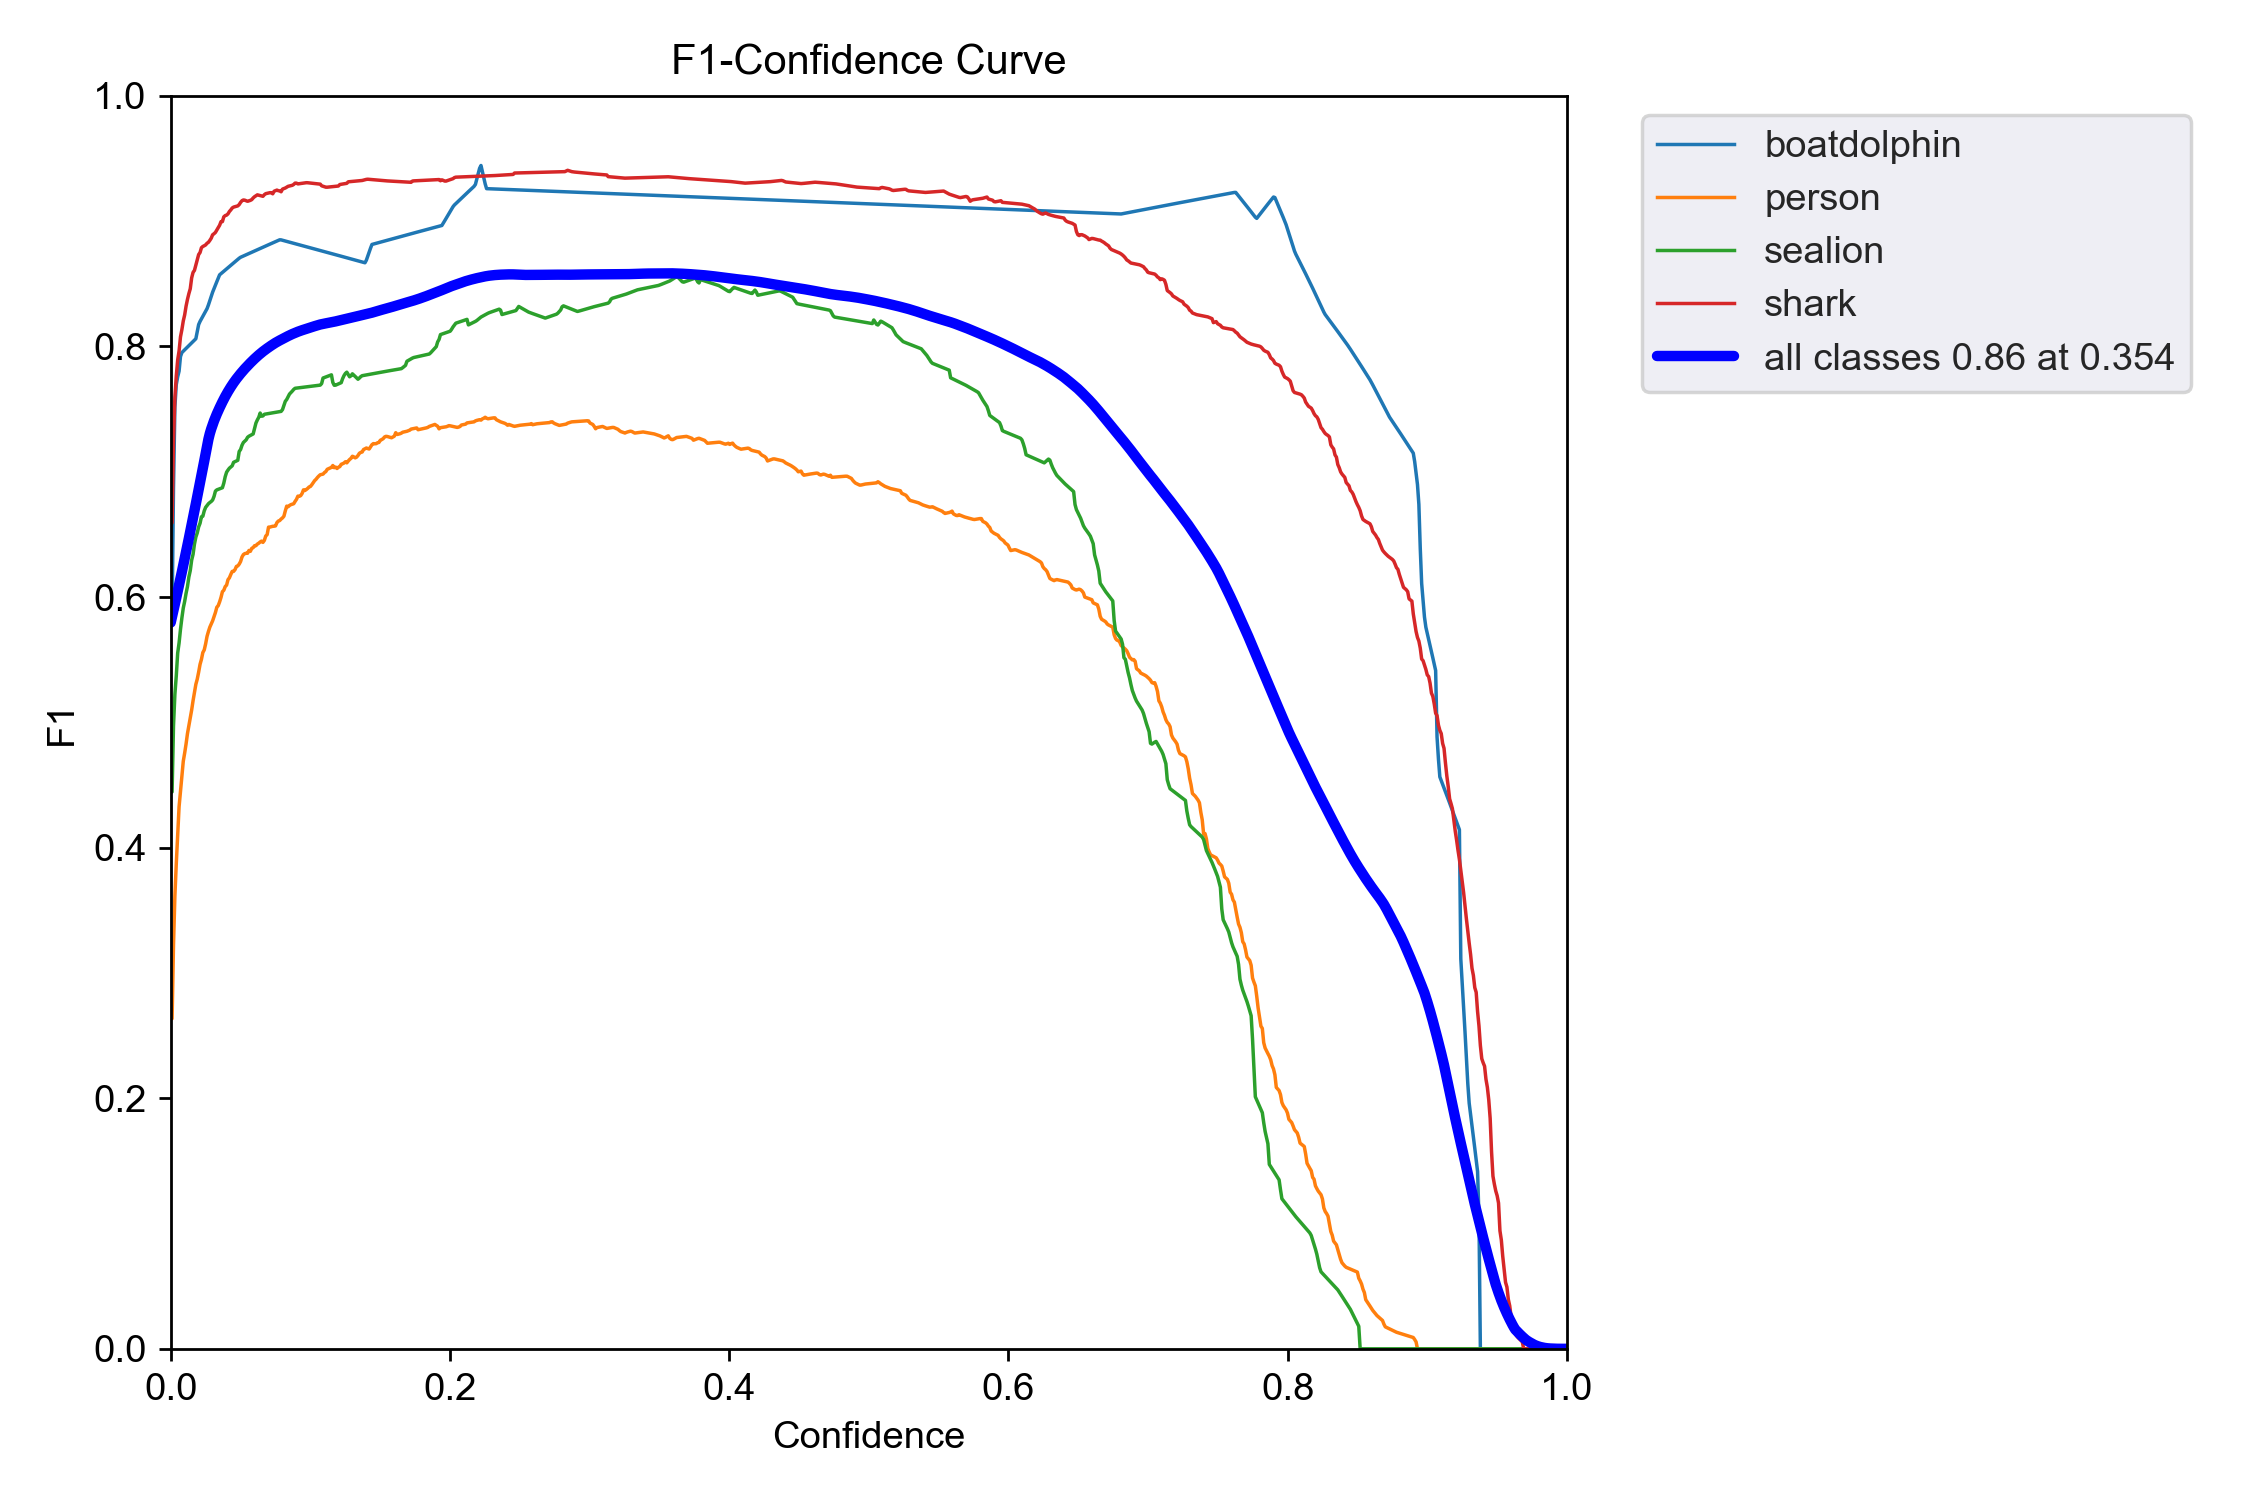 F1-Confidence Curve
1.0
0.8
0.6
0.4
0.2
0.0
F1
0.0 0.2 0.4 0.6 0.8 1.0
Confidence
boatdolphin
person
sealion
shark
all classes 0.86 at 0.354